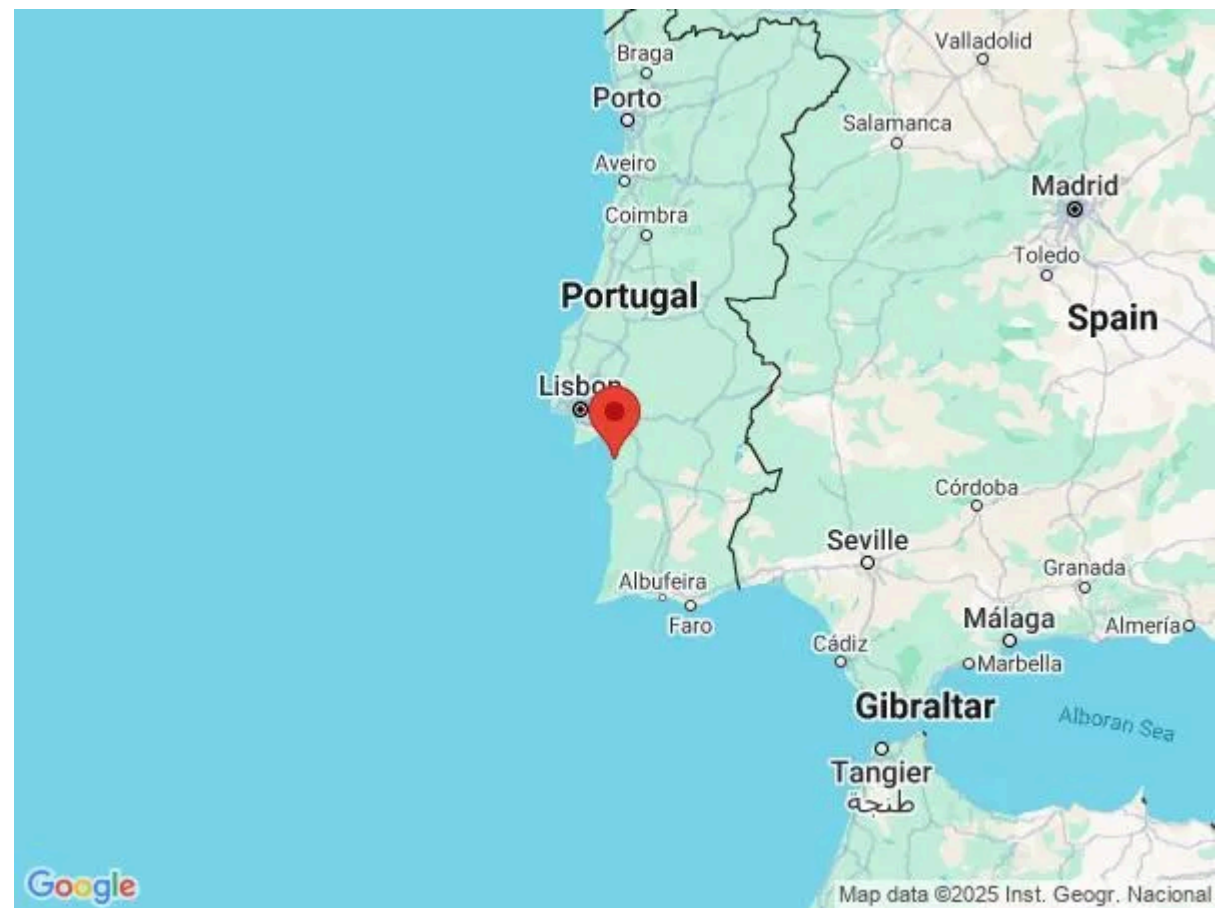 Braga
Valladolid
Porto
Salamanca
Aveiro
Madrid
Coimbra
Toledo
Portugal
Spain
Lisbon
Córdoba
Seville
Granada
Albufeira
Málaga
Almería
Faro
Cádiz
Marbella
Gibraltar
Alboran Sea
Tangier
طنجة
Google
Map data ©2025 Inst. Geogr. Nacional